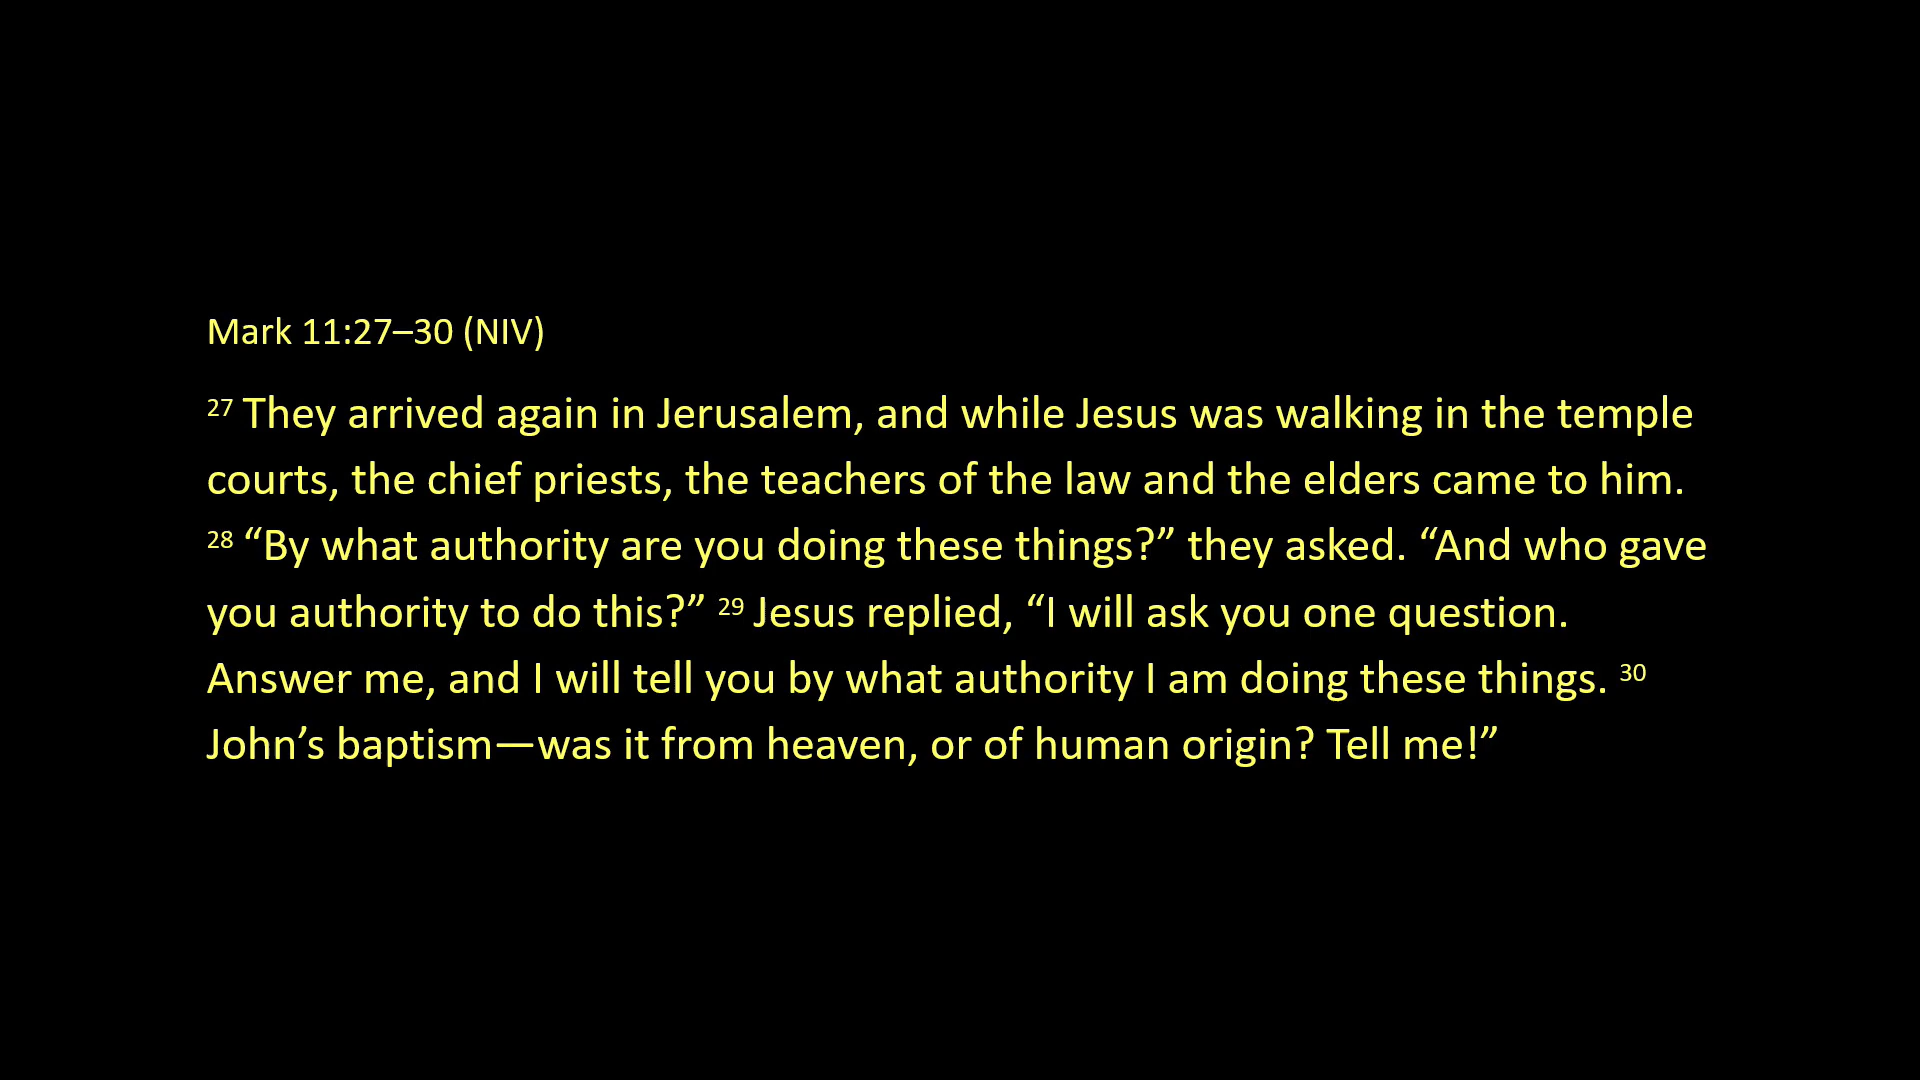 Mark 11:27–30 (NIV)
27 They arrived again in Jerusalem, and while Jesus was walking in the temple
courts, the chief priests, the teachers of the law and the elders came to him.
28 “By what authority are you doing these things?” they asked. “And who gave
you authority to do this?” 29 Jesus replied, “I will ask you one question.
Answer me, and I will tell you by what authority I am doing these things. 30
John’s baptism—was it from heaven, or of human origin? Tell me!”